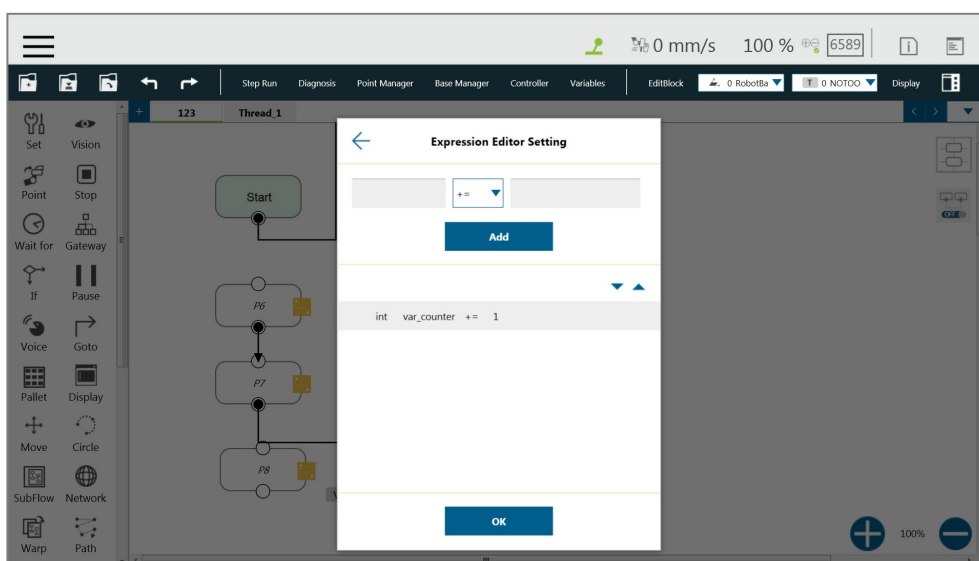 0 mm/s 100 % 6589
Step Run Diagnosis Point Manager Base Manager Controller Variables EditBlock 0 RobotBa T 0 NOTOO Display
+ 123 Thread_1
Set Vision
Point Stop
Wait for Gateway
If Pause
Voice Goto
Pallet Display
Move Circle
SubFlow Network
Warp Path
Start
P6
P7
P8
Expression Editor Setting
+=
Add
int var_counter += 1
OK
OFF
100%